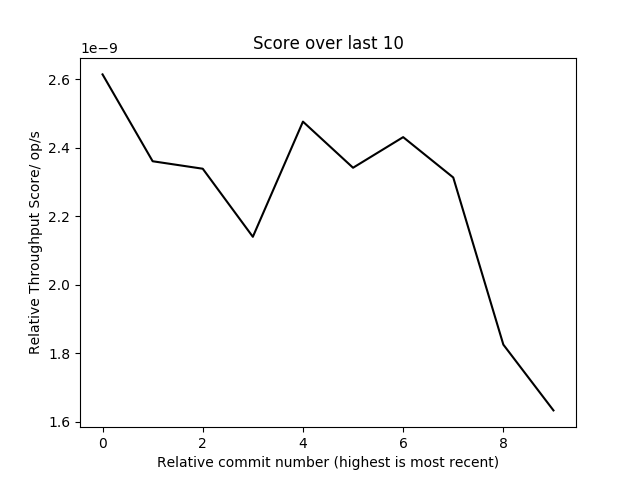 Score over last 10
1e−9
Relative Throughput Score/ op/s
2.6
2.4
2.2
2.0
1.8
1.6
0 2 4 6 8
Relative commit number (highest is most recent)